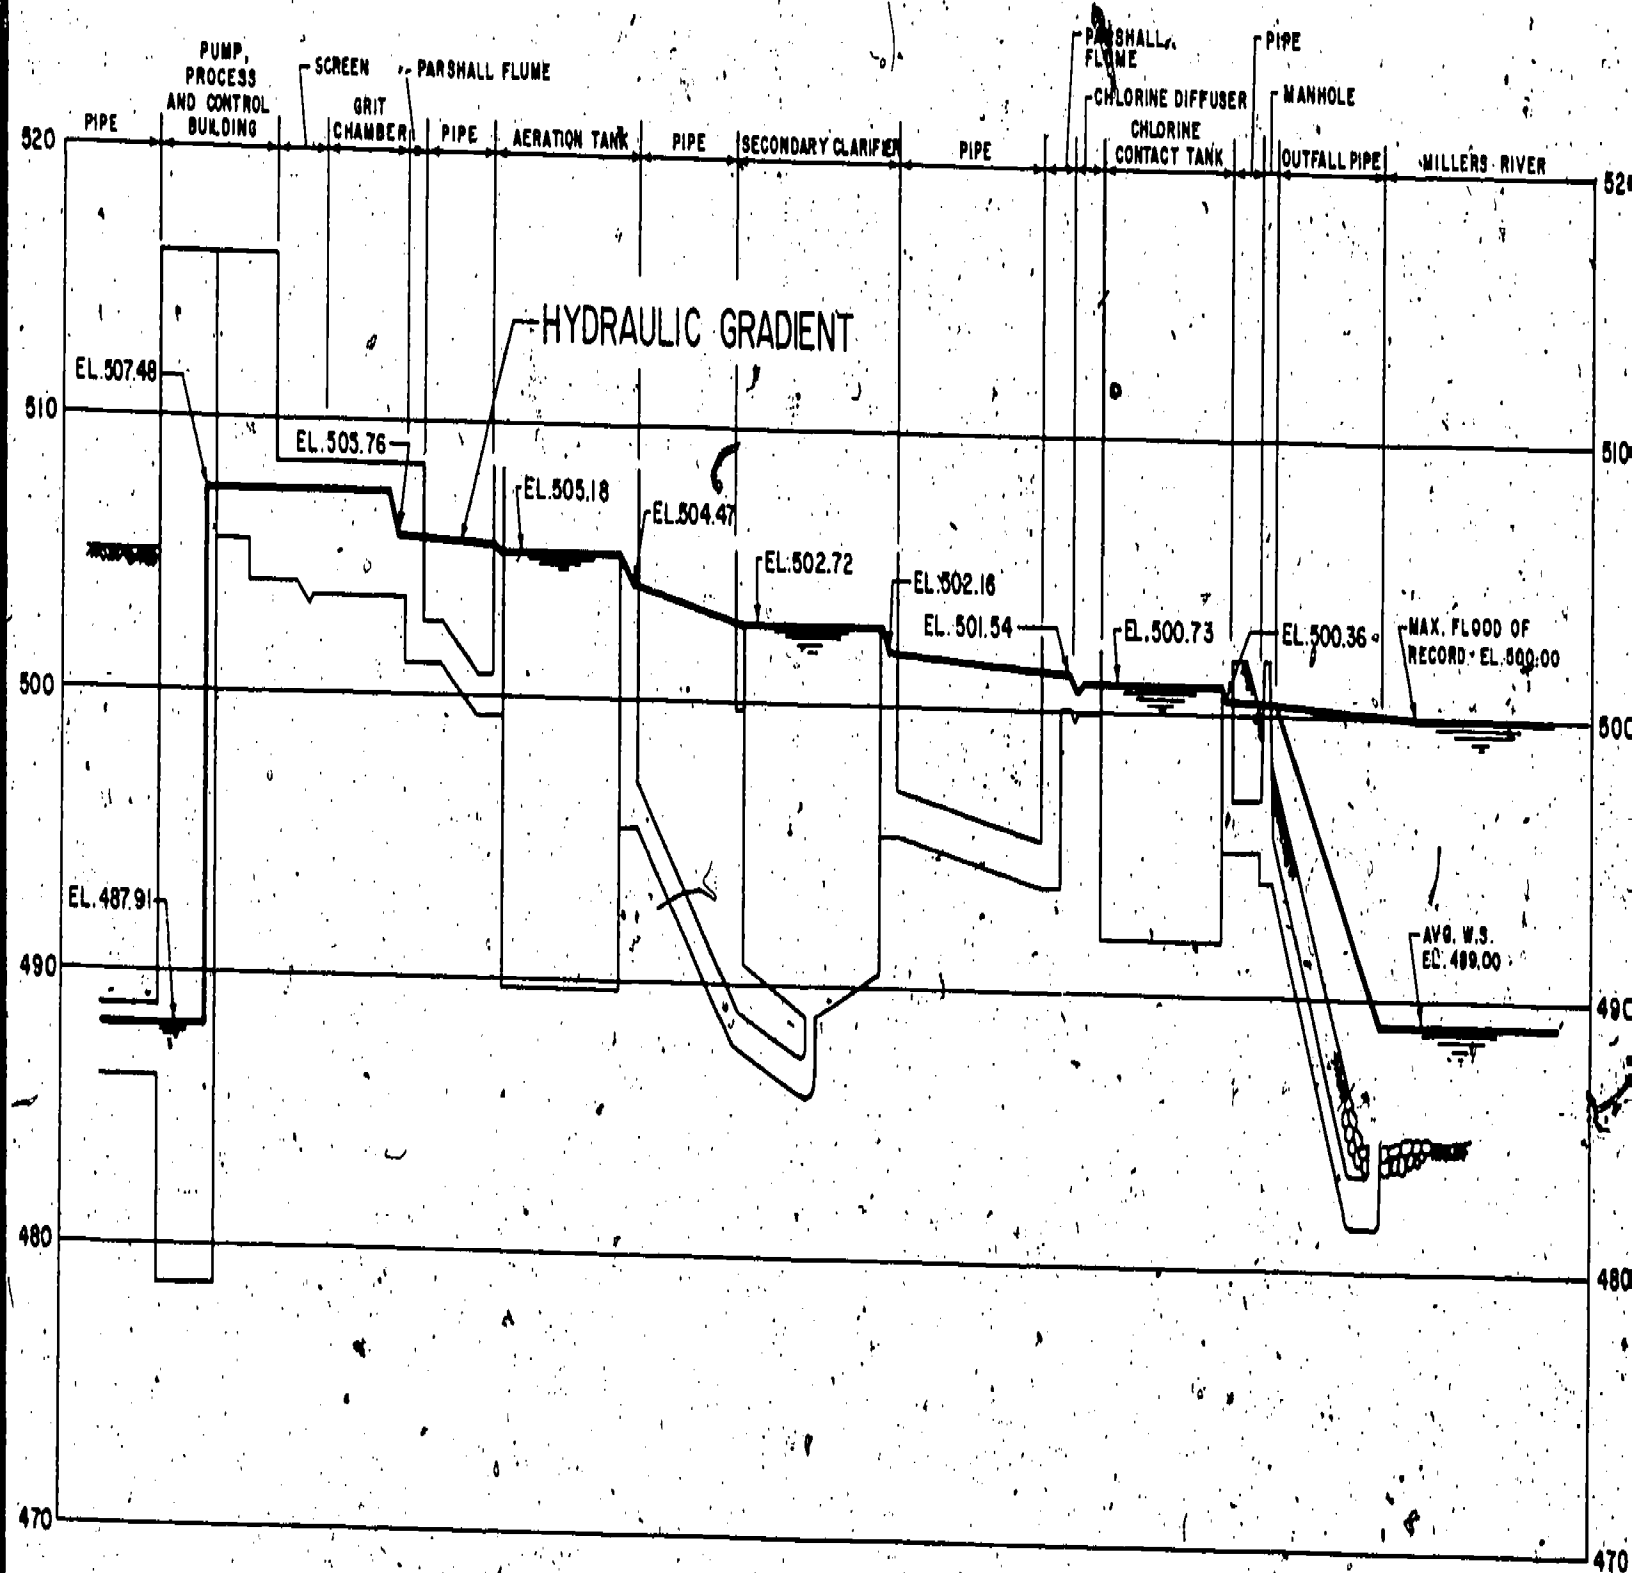 PIPE
PUMP,
PROCESS
AND CONTROL
BUILDING
SCREEN
GRIT
CHAMBER
PARSHALL FLUME
PIPE
AERATION TANK
PIPE
SECONDARY CLARIFIER
PIPE
PARSHALL
FLUME
CHLORINE DIFFUSER
CHLORINE
CONTACT TANK
PIPE
MANHOLE
OUTFALL PIPE
MILLERS RIVER
520
520
HYDRAULIC GRADIENT
EL.507.48
510
510
EL.505.76
EL.505.18
EL.504.47
EL.502.72
EL.502.16
EL.501.54
EL.500.73
EL.500.36
MAX. FLOOD OF
RECORD EL.500.00
500
500
EL.487.91
AVG. W.S.
EL. 489.00
490
490
480
480
470
470